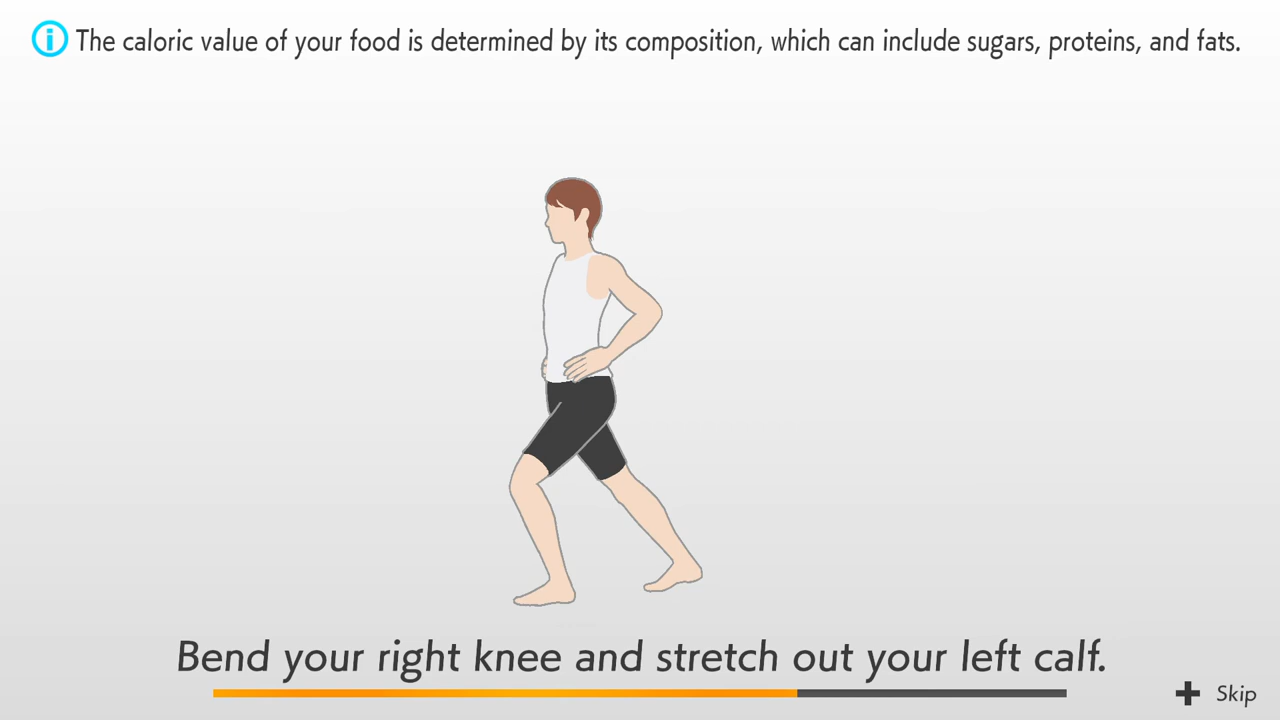 The caloric value of your food is determined by its composition, which can include sugars, proteins, and fats.
Bend your right knee and stretch out your left calf.
Skip